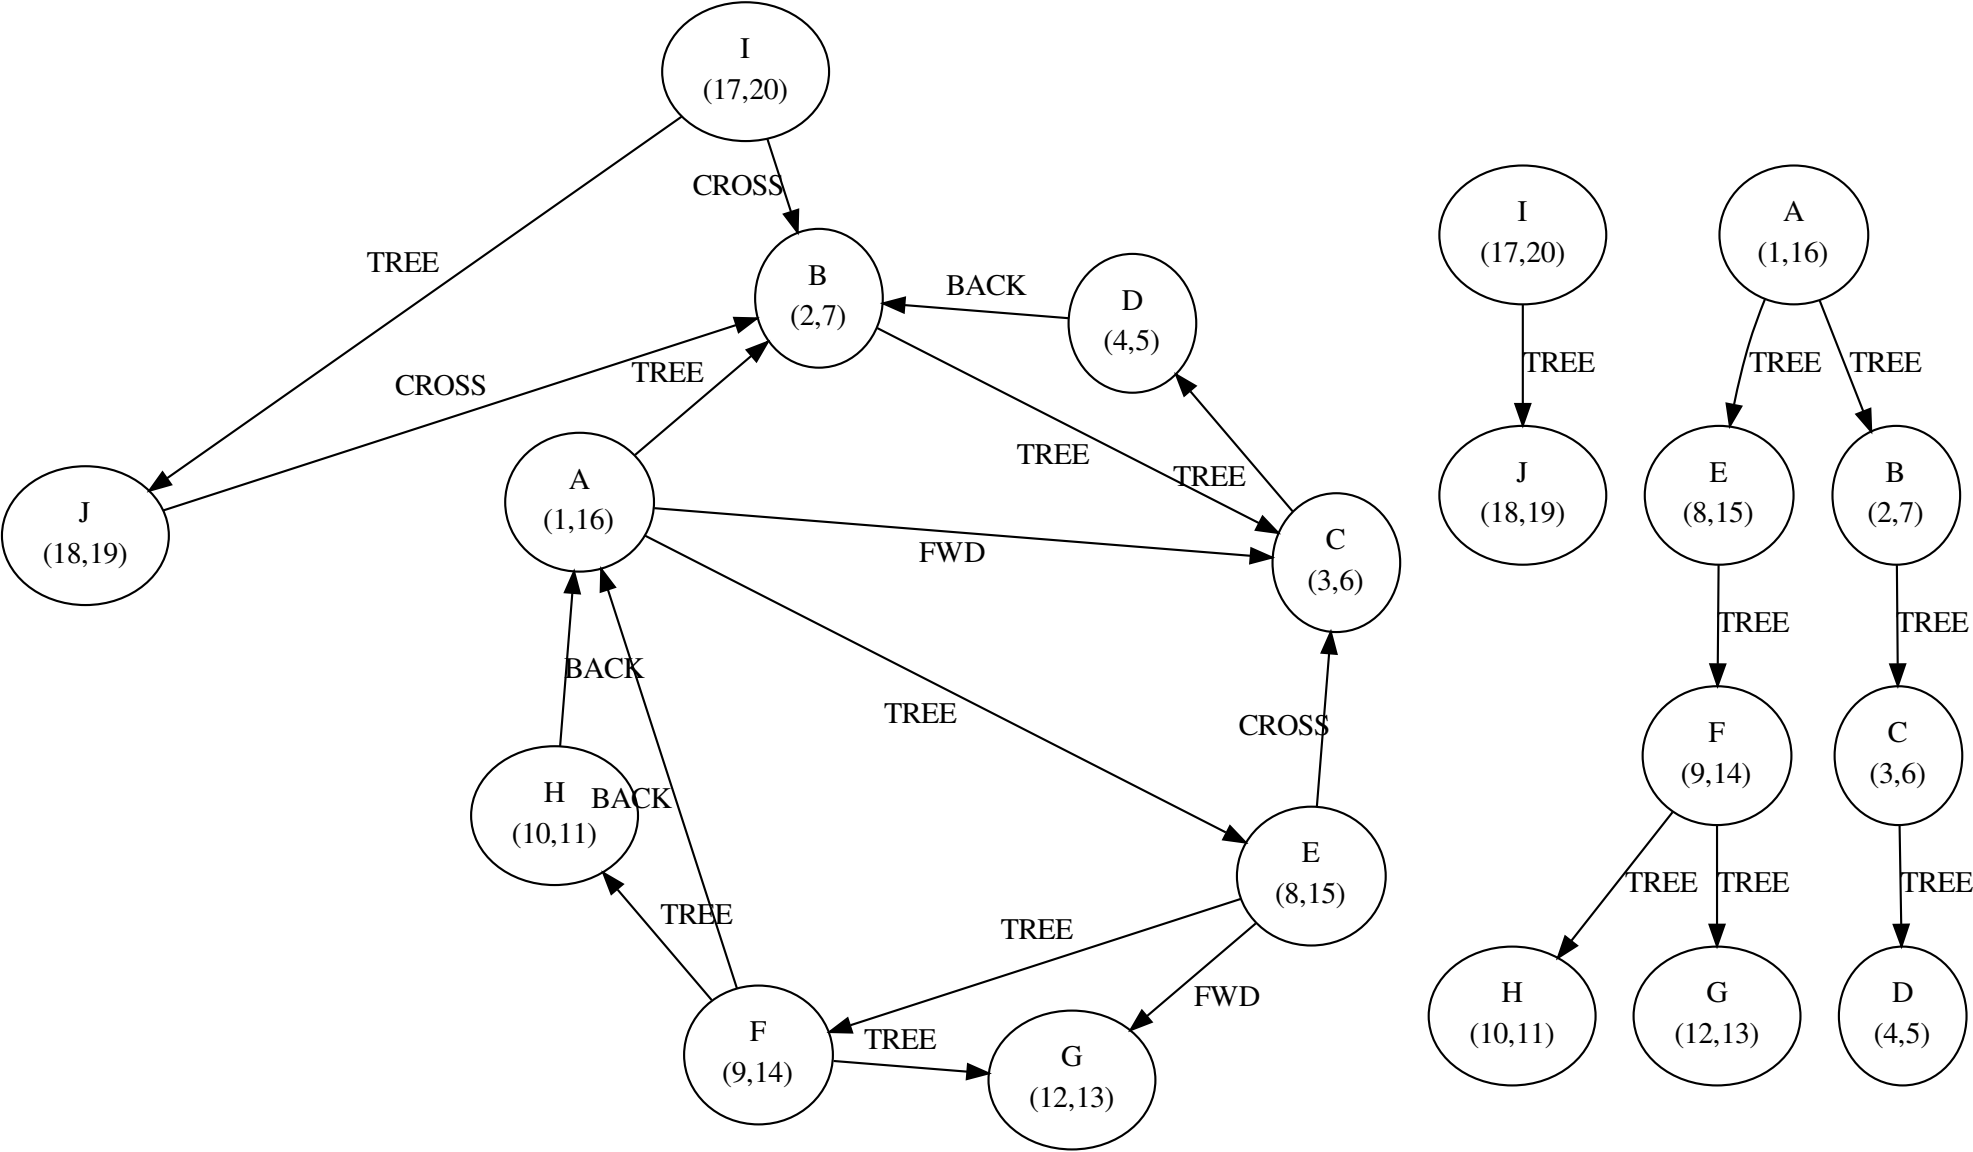 I
(17,20)
CROSS
TREE
B
(2,7)
BACK
D
(4,5)
CROSS
TREE
TREE
TREE
A
(1,16)
J
(18,19)
FWD
C
(3,6)
BACK
TREE
CROSS
H
(10,11)
BACK
E
(8,15)
TREE
TREE
FWD
F
(9,14)
TREE
G
(12,13)
I
(17,20)
A
(1,16)
TREE
TREE
TREE
J
(18,19)
E
(8,15)
B
(2,7)
TREE
TREE
F
(9,14)
C
(3,6)
TREE
TREE
TREE
H
(10,11)
G
(12,13)
D
(4,5)